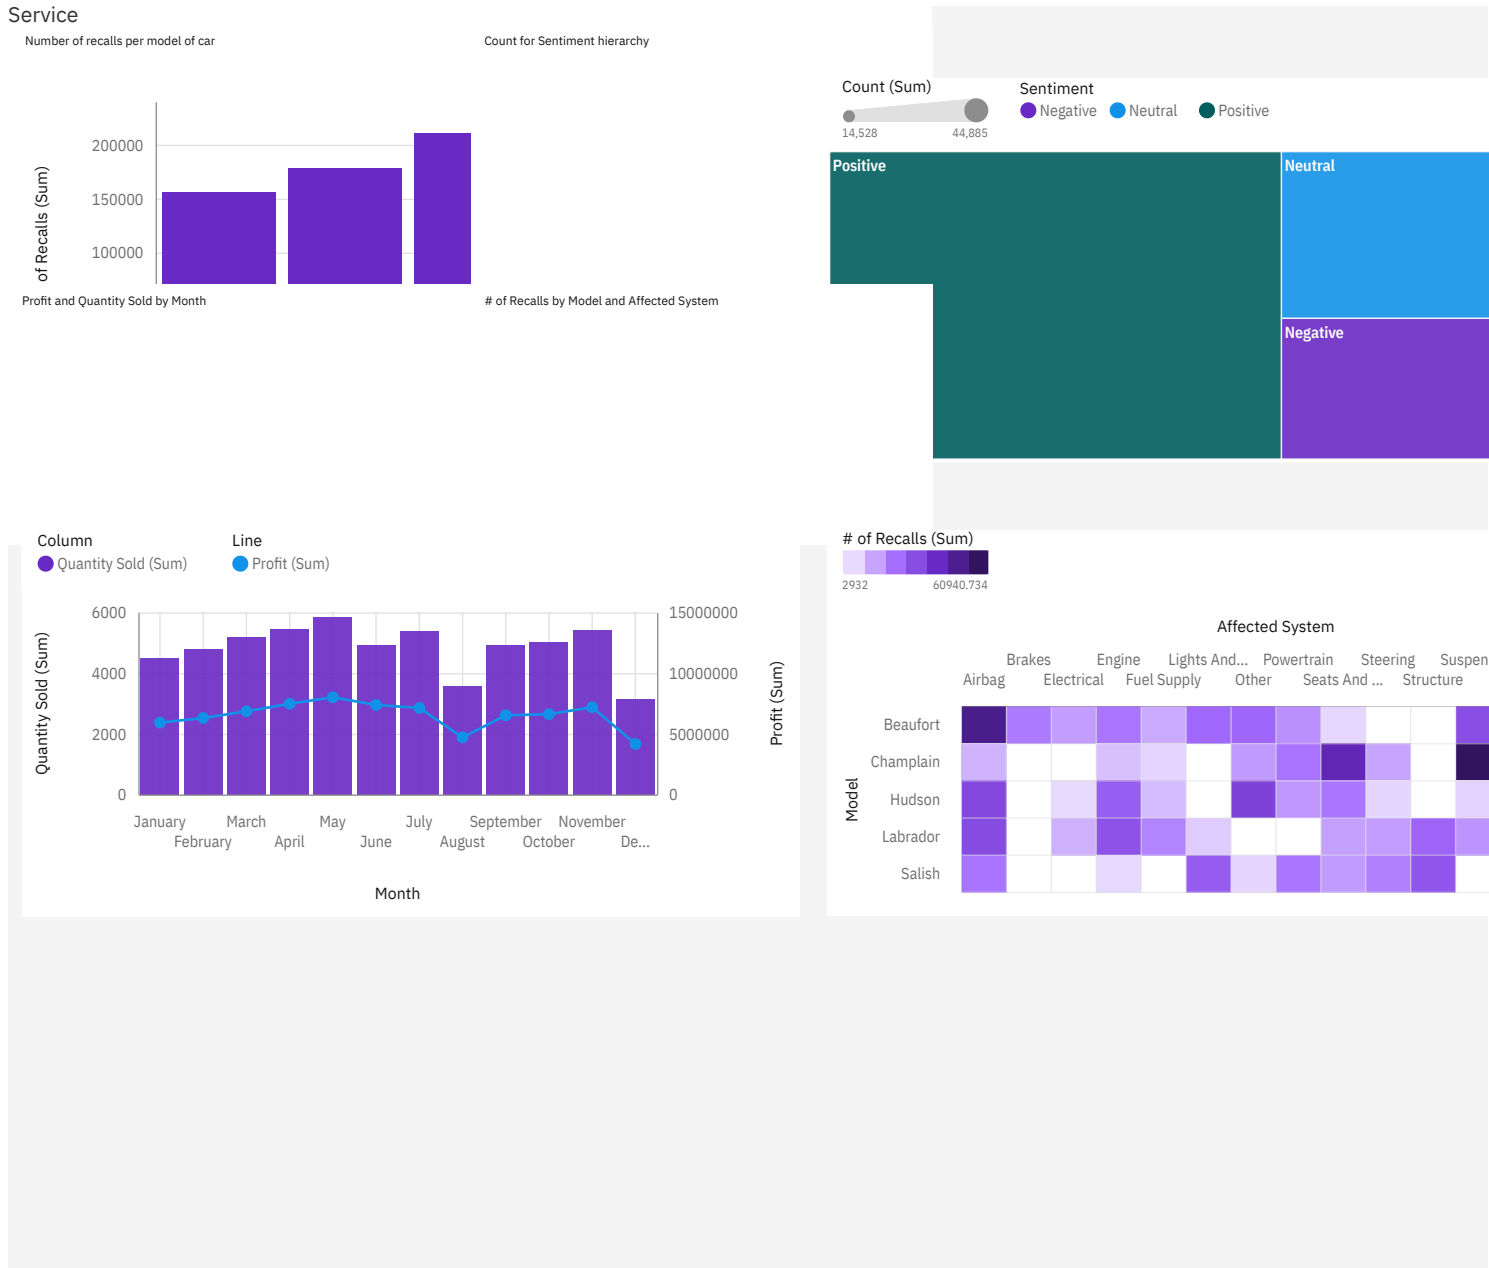 Service
Number of recalls per model of car
Count for Sentiment hierarchy
of Recalls (Sum)
200000
150000
100000
Count (Sum)
14,528
44,885
Sentiment
Negative
Neutral
Positive
Positive
Neutral
Negative
Profit and Quantity Sold by Month
# of Recalls by Model and Affected System
Column
Quantity Sold (Sum)
Line
Profit (Sum)
Quantity Sold (Sum)
6000
4000
2000
0
15000000
10000000
5000000
0
Profit (Sum)
January
February
March
April
May
June
July
August
September
October
November
De...
Month
# of Recalls (Sum)
2932
60940.734
Affected System
Airbag
Brakes
Electrical
Engine
Fuel Supply
Lights And...
Other
Powertrain
Seats And ...
Steering
Structure
Suspen
Model
Beaufort
Champlain
Hudson
Labrador
Salish